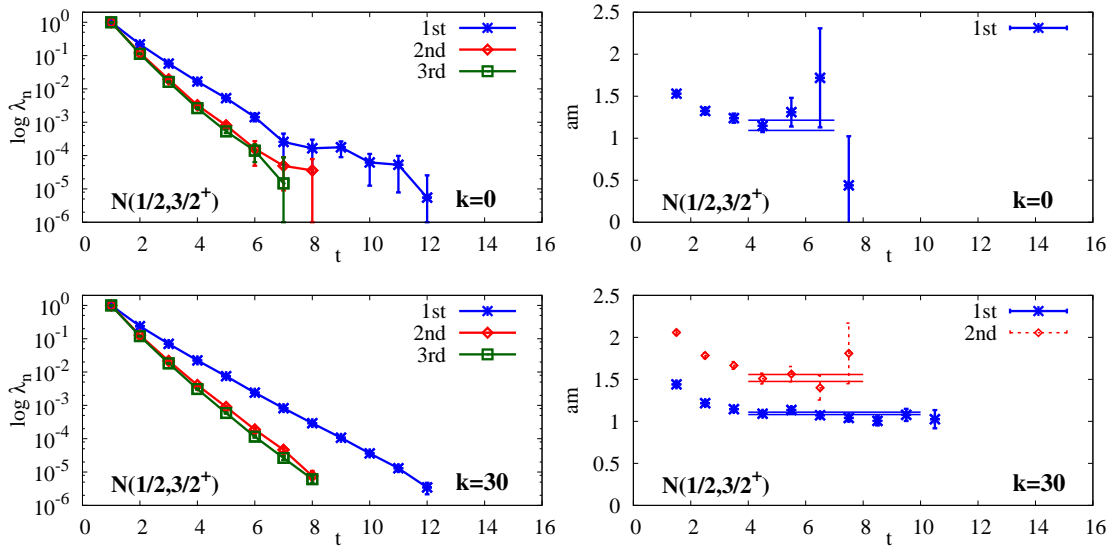 10^0
10^-1
10^-2
10^-3
10^-4
10^-5
10^-6
log λ_n
0 2 4 6 8 10 12 14 16
t
1st
2nd
3rd
N(1/2,3/2^+) k=0
2.5
2
1.5
1
0.5
0
am
0 2 4 6 8 10 12 14 16
t
1st
N(1/2,3/2^+) k=0
10^0
10^-1
10^-2
10^-3
10^-4
10^-5
10^-6
log λ_n
0 2 4 6 8 10 12 14 16
t
1st
2nd
3rd
N(1/2,3/2^+) k=30
2.5
2
1.5
1
0.5
0
am
0 2 4 6 8 10 12 14 16
t
1st
2nd
N(1/2,3/2^+) k=30